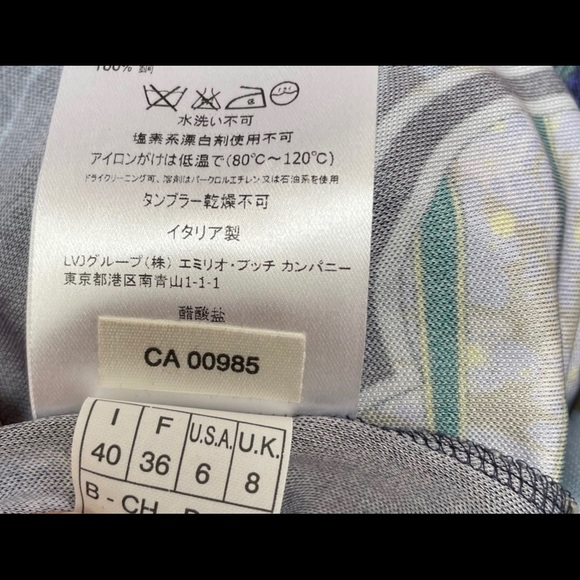 100% 銅
水洗い不可
塩素系漂白剤使用不可
アイロンがけは低温で(80℃～120℃)
ドライクリーニング可、溶剤はパークロルエチレン又は石油系を使用
タンブラー乾燥不可
イタリア製
LVJグループ(株) エミリオ・プッチ カンパニー
東京都港区南青山1-1-1
醋酸盐
CA 00985
I F U.S.A. U.K.
40 36 6 8
B - CH